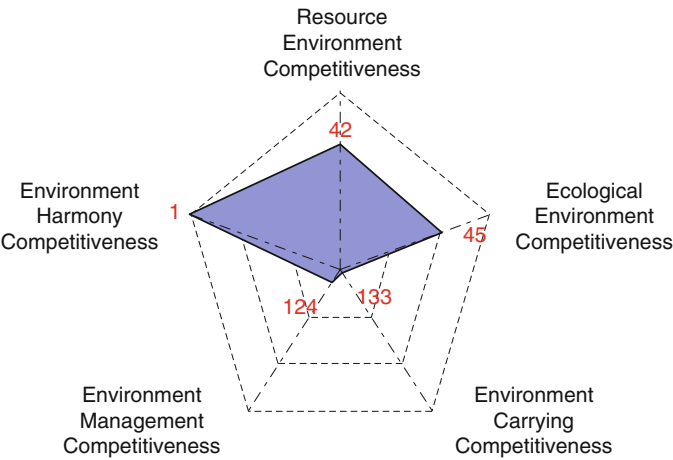 Resource
Environment
Competitiveness
42
Environment
Harmony
Competitiveness
1
Ecological
Environment
Competitiveness
45
124
133
Environment
Management
Competitiveness
Environment
Carrying
Competitiveness